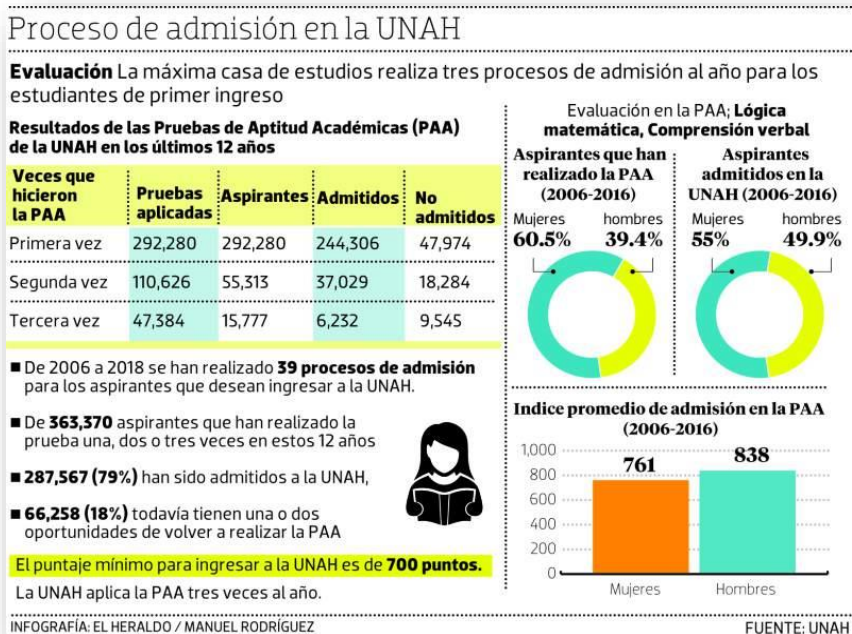 Proceso de admisión en la UNAH
Evaluación La máxima casa de estudios realiza tres procesos de admisión al año para los
estudiantes de primer ingreso
Resultados de las Pruebas de Aptitud Académicas (PAA)
de la UNAH en los últimos 12 años
Veces que
hicieron
la PAA
Pruebas
aplicadas
Aspirantes
Admitidos
No
admitidos
Primera vez 292,280 292,280 244,306 47,974
Segunda vez 110,626 55,313 37,029 18,284
Tercera vez 47,384 15,777 6,232 9,545
■ De 2006 a 2018 se han realizado 39 procesos de admisión
para los aspirantes que desean ingresar a la UNAH.
■ De 363,370 aspirantes que han realizado la
prueba una, dos o tres veces en estos 12 años
■ 287,567 (79%) han sido admitidos a la UNAH,
■ 66,258 (18%) todavía tienen una o dos
oportunidades de volver a realizar la PAA
El puntaje mínimo para ingresar a la UNAH es de 700 puntos.
La UNAH aplica la PAA tres veces al año.
Evaluación en la PAA; Lógica
matemática, Comprensión verbal
Aspirantes que han
realizado la PAA
(2006-2016)
Mujeres hombres
60.5% 39.4%
Aspirantes
admitidos en la
UNAH (2006-2016)
Mujeres hombres
55% 49.9%
Indice promedio de admisión en la PAA
(2006-2016)
1,000
800
600
400
200
0
761
838
Mujeres Hombres
INFOGRAFÍA: EL HERALDO / MANUEL RODRÍGUEZ
FUENTE: UNAH